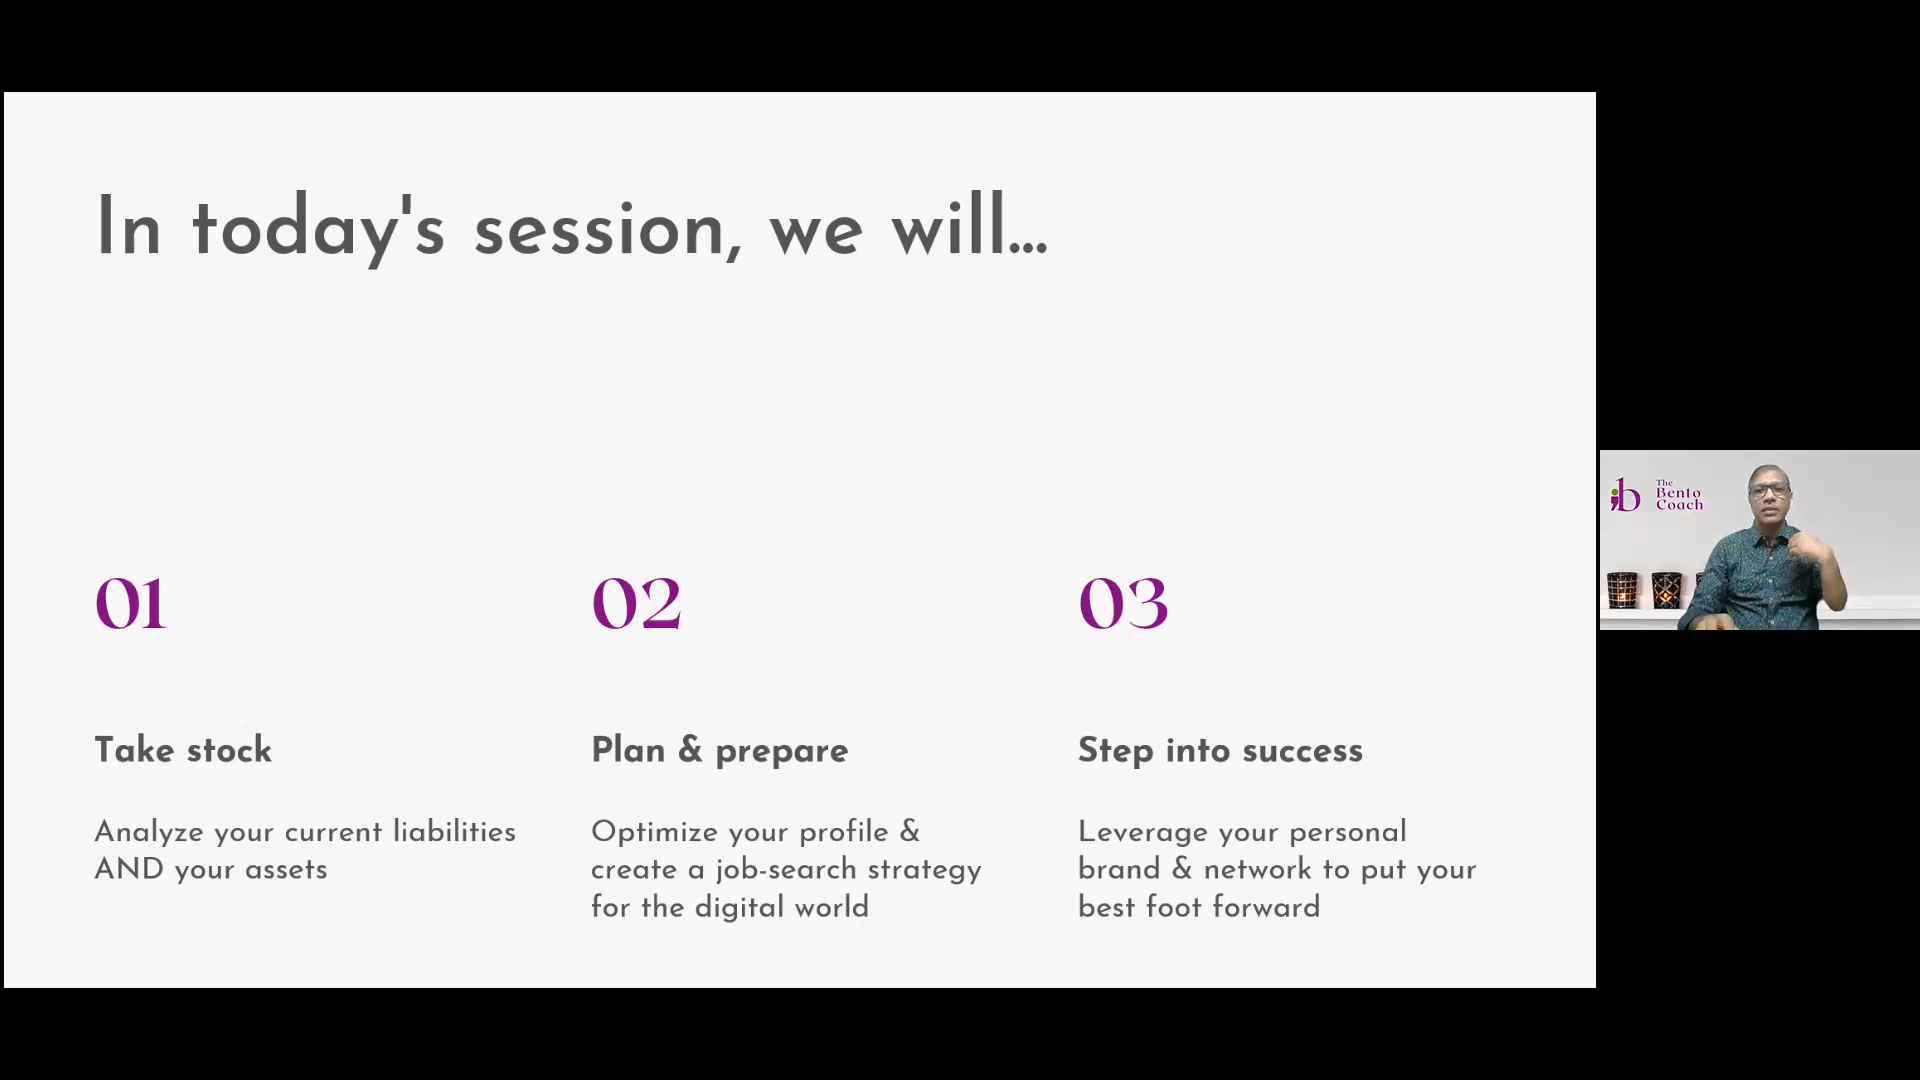 In today's session, we will...
01
Take stock
Analyze your current liabilities
AND your assets
02
Plan & prepare
Optimize your profile &
create a job-search strategy
for the digital world
03
Step into success
Leverage your personal
brand & network to put your
best foot forward
b
The
Bento
Coach